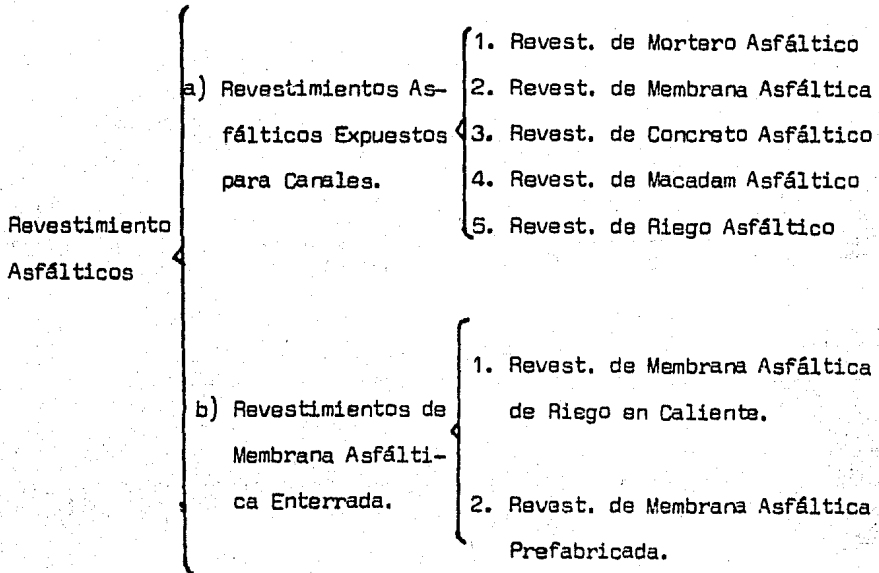 Revestimiento
Asfálticos
a) Revestimientos As-
fálticos Expuestos
para Canales.
1. Revest. de Mortero Asfáltico
2. Revest. de Membrana Asfáltica
3. Revest. de Concreto Asfáltico
4. Revest. de Macadam Asfáltico
5. Revest. de Riego Asfáltico
b) Revestimientos de
Membrana Asfálti-
ca Enterrada.
1. Revest. de Membrana Asfáltica
de Riego en Caliente.
2. Revest. de Membrana Asfáltica
Prefabricada.